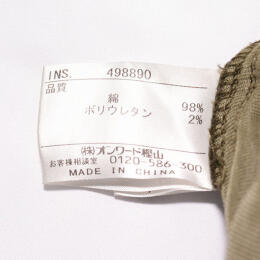 INS. 498890
品質
綿 98%
ポリウレタン 2%
(株)オンワード樫山
お客様相談室 0120-586-300
MADE IN CHINA